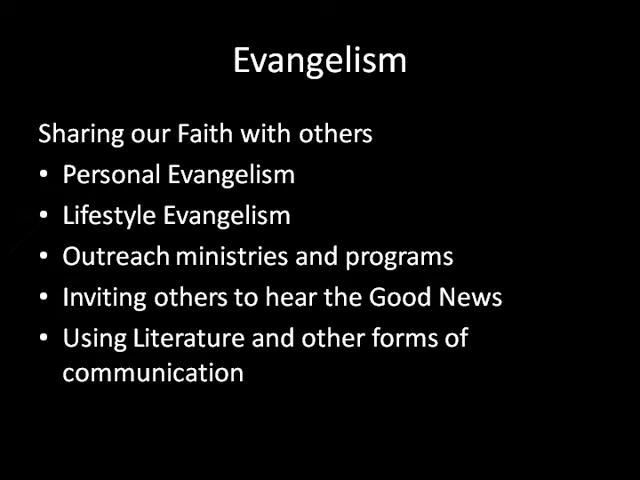 Evangelism
Sharing our Faith with others
• Personal Evangelism
• Lifestyle Evangelism
• Outreach ministries and programs
• Inviting others to hear the Good News
• Using Literature and other forms of
communication